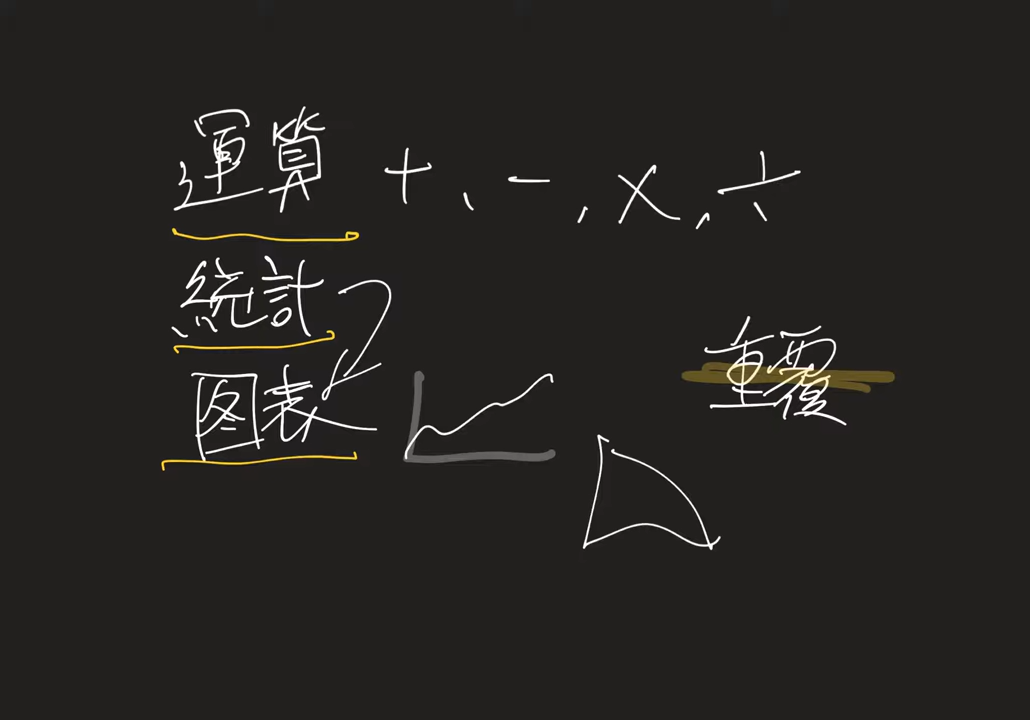 運算 +、-, ×, ÷
統計
图表
重覆